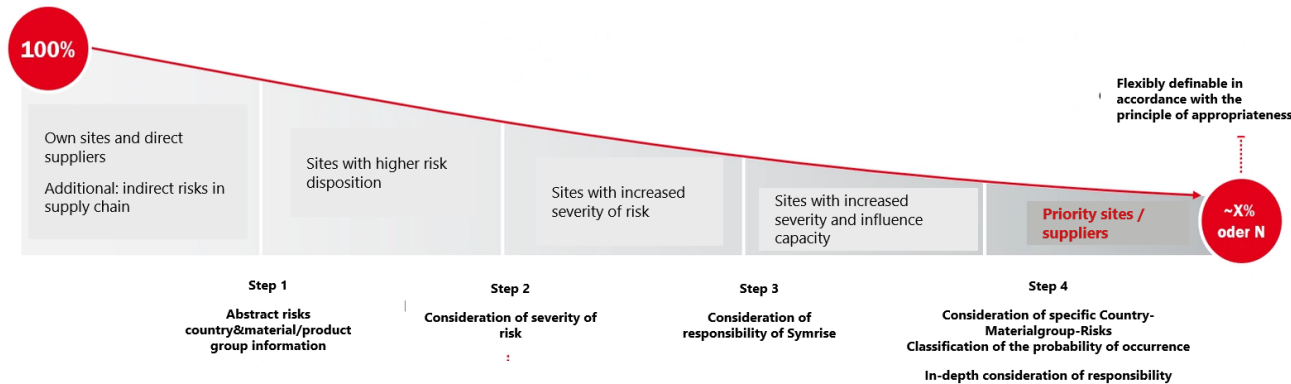 100%
Own sites and direct
suppliers
Additional: indirect risks in
supply chain
Sites with higher risk
disposition
Sites with increased
severity of risk
Sites with increased
severity and influence
capacity
Priority sites /
suppliers
Flexibly definable in
accordance with the
principle of appropriateness
~X%
oder N
Step 1
Abstract risks
country&material/product
group information
Step 2
Consideration of severity of
risk
Step 3
Consideration of
responsibility of Symrise
Step 4
Consideration of specific Country-
Materialgroup-Risks
Classification of the probability of occurrence
In-depth consideration of responsibility